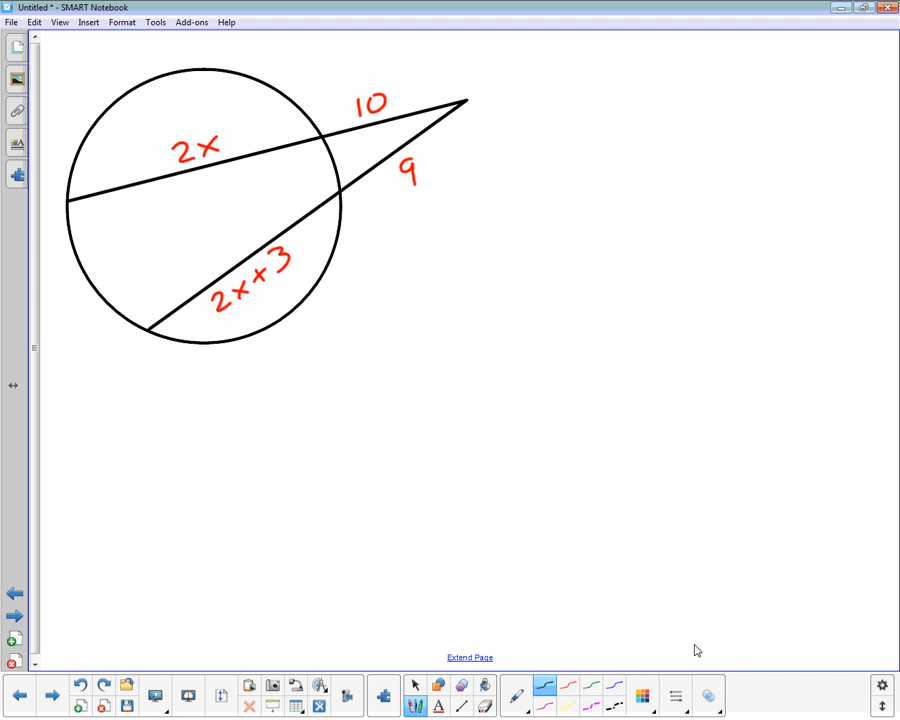 Untitled * - SMART Notebook
File Edit View Insert Format Tools Add-ons Help
10
2x
9
2x+3
Extend Page